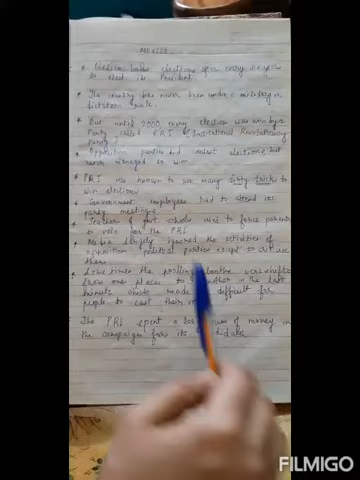 MEXICO
* Mexico holds elections after every six years
to elect its President
* The country has never been under a military or
dictators rule.
* But until 2000 every election was won by a
Party called PRI (Institutional Revolutionary
party)
* Opposition parties did contest elections but
never managed to win.
* PRI was known to use many dirty tricks to
win elections
* Government employees had to attend its
party meetings
* Teachers of govt schools used to force parents
to vote for the PRI
* Media largely ignored the activities of
opposition political parties except to criticise
them
* Sometimes the polling booths were shifted
from one place to another in the last
minute which made difficult for
people to cast their
The PRI spent a large sum of money in
the campaign for its
FILMIGO